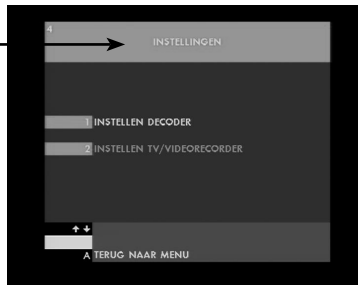 4
INSTELLINGEN
1 INSTELLEN DECODER
2 INSTELLEN TV/VIDEORECORDER
A TERUG NAAR MENU